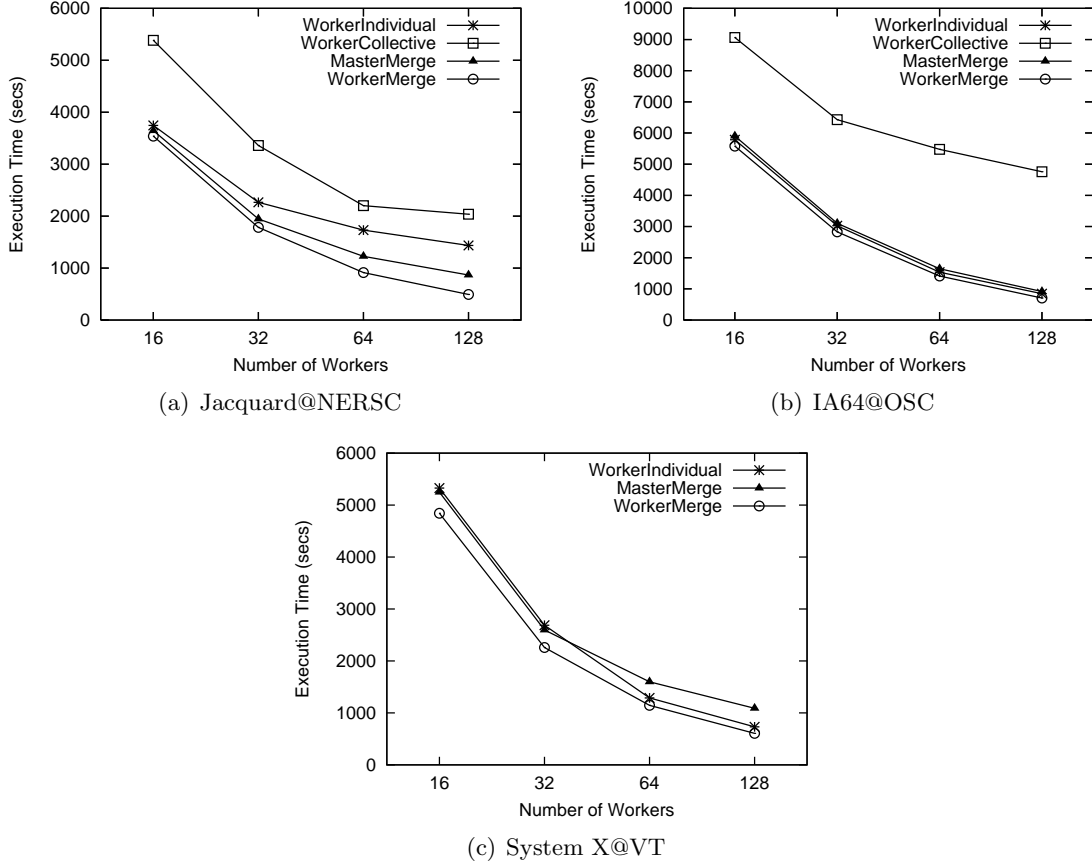 6000
5000
4000
3000
2000
1000
0
Execution Time (secs)
WorkerIndividual
WorkerCollective
MasterMerge
WorkerMerge
16 32 64 128
Number of Workers
(a) Jacquard@NERSC
10000
9000
8000
7000
6000
5000
4000
3000
2000
1000
0
Execution Time (secs)
WorkerIndividual
WorkerCollective
MasterMerge
WorkerMerge
16 32 64 128
Number of Workers
(b) IA64@OSC
6000
5000
4000
3000
2000
1000
0
Execution Time (secs)
WorkerIndividual
MasterMerge
WorkerMerge
16 32 64 128
Number of Workers
(c) System X@VT